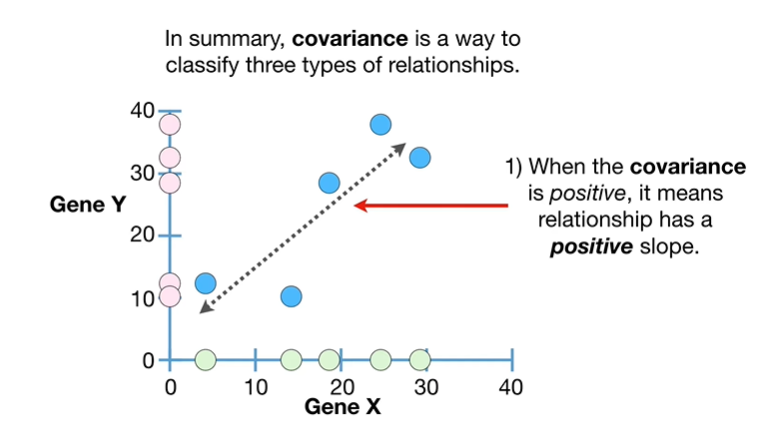 In summary, covariance is a way to
classify three types of relationships.
40
30
Gene Y
20
10
0
0 10 20 30 40
Gene X
1) When the covariance
is positive, it means
relationship has a
positive slope.